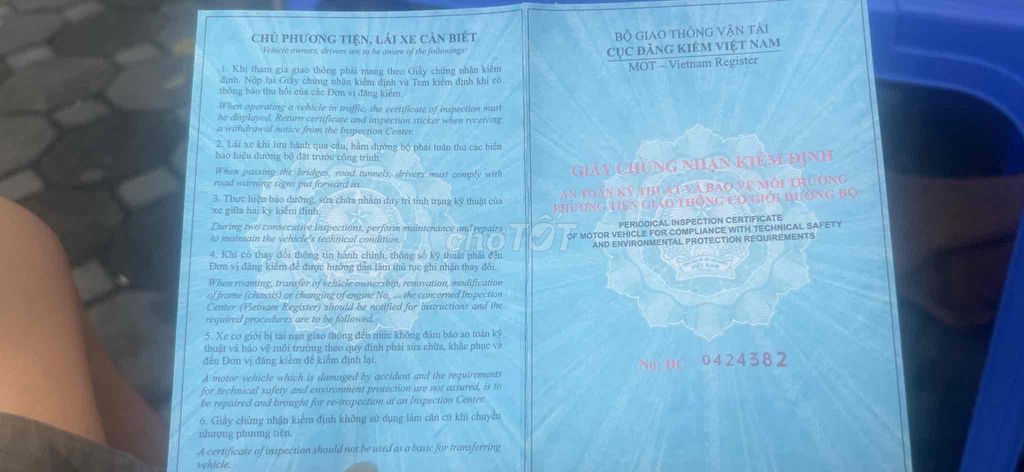 CHỦ PHƯƠNG TIỆN, LÁI XE CẦN BIẾT
Vehicle owners, drivers are to be aware of the followings:
1. Khi tham gia giao thông phải mang theo Giấy chứng nhận kiểm
định. Nộp lại Giấy chứng nhận kiểm định và Tem kiểm định khi có
thông báo thu hồi của các Đơn vị đăng kiểm.
When operating a vehicle in traffic, the certificate of inspection must
be displayed. Return certificate and inspection sticker when receiving
a withdrawal notice from the Inspection Center.
2. Lái xe khi lưu hành qua cầu, hầm đường bộ phải tuân thủ các biển
báo hiệu đường bộ đặt trước công trình.
When passing the bridges, road tunnels, drivers must comply with
road warning signs put forward its.
3. Thực hiện bảo dưỡng, sửa chữa nhằm duy trì tình trạng kỹ thuật của
xe giữa hai kỳ kiểm định.
During two consecutive inspections, perform maintenance and repairs
to maintain the vehicle's technical condition.
4. Khi có thay đổi thông tin hành chính, thông số kỹ thuật phải đến
Đơn vị đăng kiểm để được hướng dẫn làm thủ tục ghi nhận thay đổi.
When roaming, transfer of vehicle ownership, renovation, modification
of frame (chassis) or changing of engine No, ... the concerned Inspection
Center (Vietnam Register) should be notified for instructions and the
required procedures are to be followed.
5. Xe cơ giới bị tai nạn giao thông đến mức không đảm bảo an toàn kỹ
thuật và bảo vệ môi trường theo quy định phải sửa chữa, khắc phục và
đến Đơn vị đăng kiểm để kiểm định lại.
A motor vehicle which is damaged by accident and the requirements
for technical safety and environment protection are not assured, is to
be repaired and brought for re-inspection at an Inspection Center.
6. Giấy chứng nhận kiểm định không sử dụng làm căn cứ khi chuyển
nhượng phương tiện.
A certificate of inspection should not be used as a basic for transferring
vehicle.
BỘ GIAO THÔNG VẬN TẢI
CỤC ĐĂNG KIỂM VIỆT NAM
MOT – Vietnam Register
GIẤY CHỨNG NHẬN KIỂM ĐỊNH
AN TOÀN KỸ THUẬT VÀ BẢO VỆ MÔI TRƯỜNG
PHƯƠNG TIỆN GIAO THÔNG CƠ GIỚI ĐƯỜNG BỘ
PERIODICAL INSPECTION CERTIFICATE
OF MOTOR VEHICLE FOR COMPLIANCE WITH TECHNICAL SAFETY
AND ENVIRONMENTAL PROTECTION REQUIREMENTS
VIỆT NAM
No: DC 0424382
chợTỐT